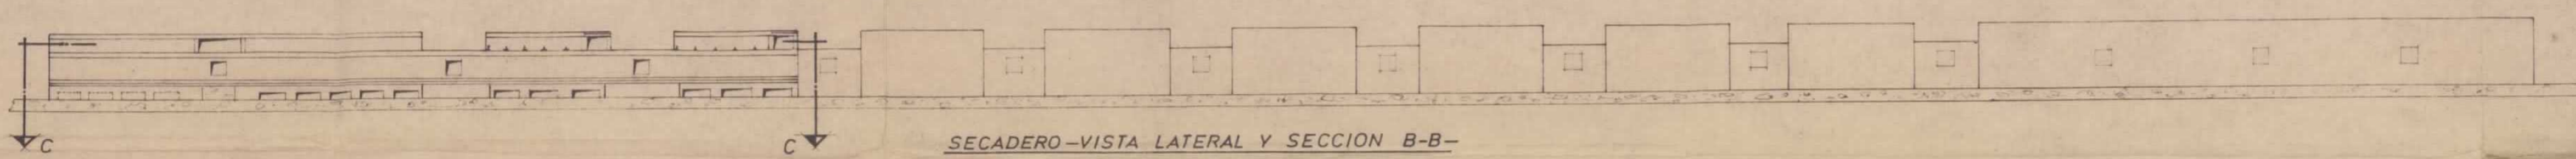 C C
SECADERO-VISTA LATERAL Y SECCION B-B-